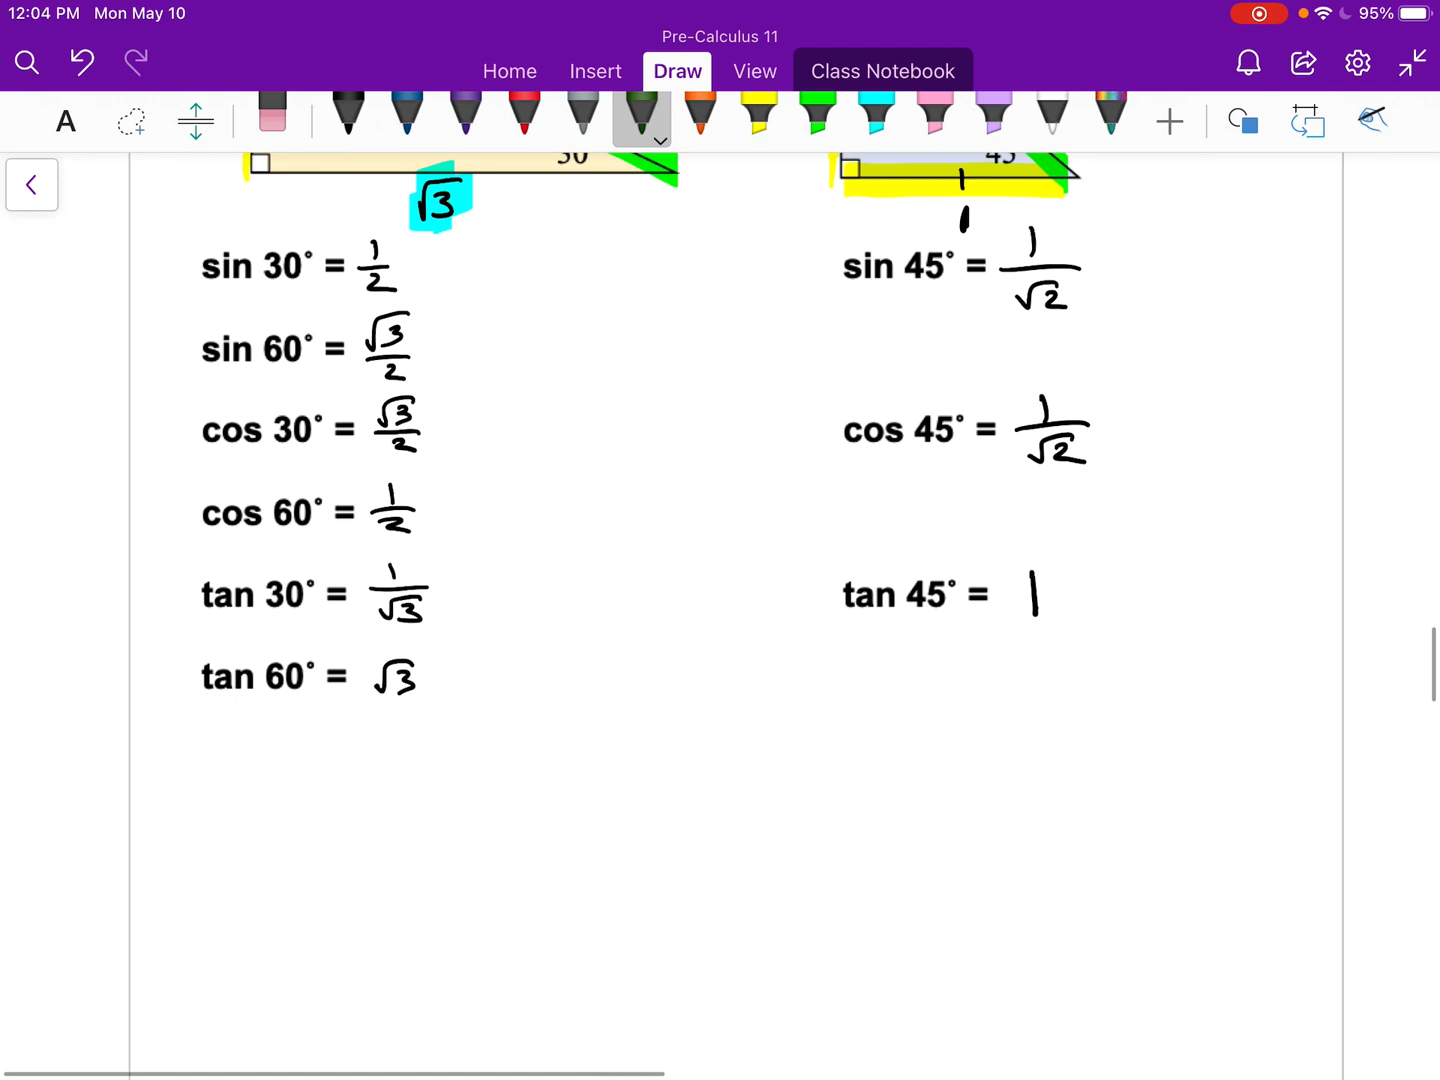 12:04 PM Mon May 10
95%
Pre-Calculus 11
Home Insert Draw View Class Notebook
A
30
45
√3
1
sin 30° = 1/2
sin 45° = 1/√2
sin 60° = √3/2
cos 30° = √3/2
cos 45° = 1/√2
cos 60° = 1/2
tan 30° = 1/√3
tan 45° = 1
tan 60° = √3